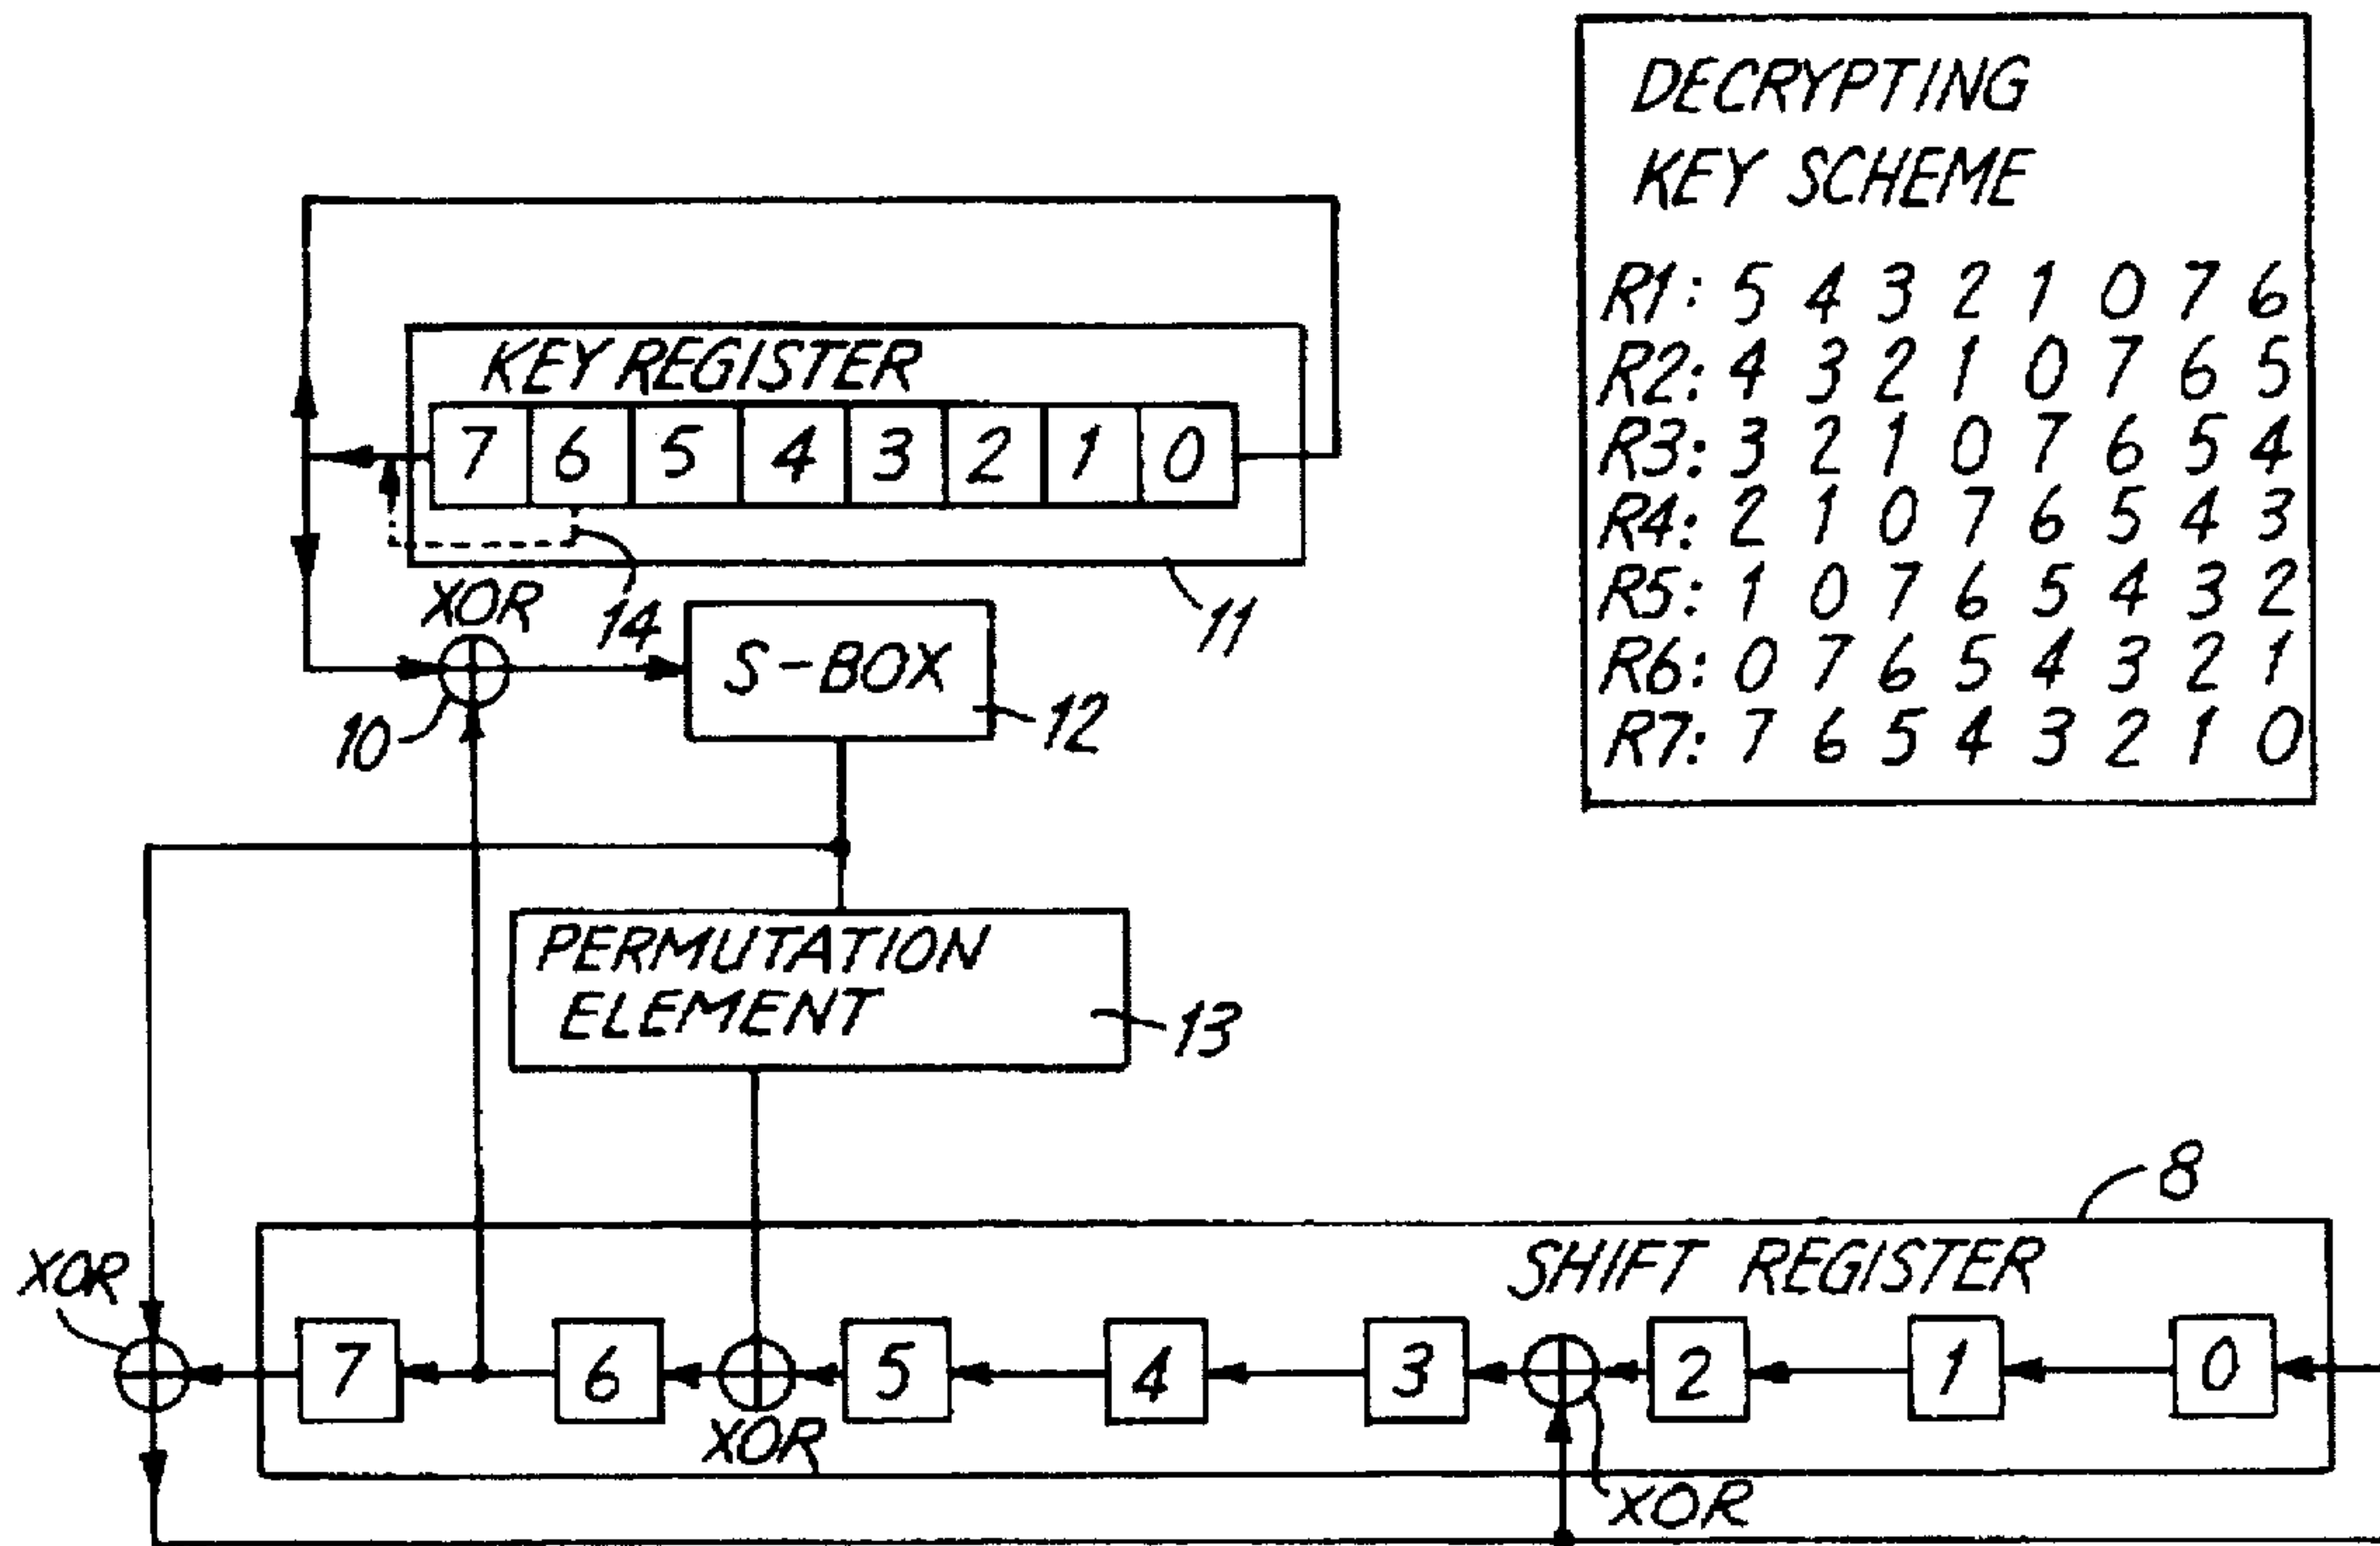 DECRYPTING
KEY SCHEME
R1: 5 4 3 2 1 0 7 6
R2: 4 3 2 1 0 7 6 5
R3: 3 2 1 0 7 6 5 4
R4: 2 1 0 7 6 5 4 3
R5: 1 0 7 6 5 4 3 2
R6: 0 7 6 5 4 3 2 1
R7: 7 6 5 4 3 2 1 0
KEY REGISTER
7 6 5 4 3 2 1 0
XOR
14
11
S-BOX
10
12
PERMUTATION
ELEMENT
13
8
SHIFT REGISTER
XOR
7 6 5 4 3 2 1 0
XOR
XOR